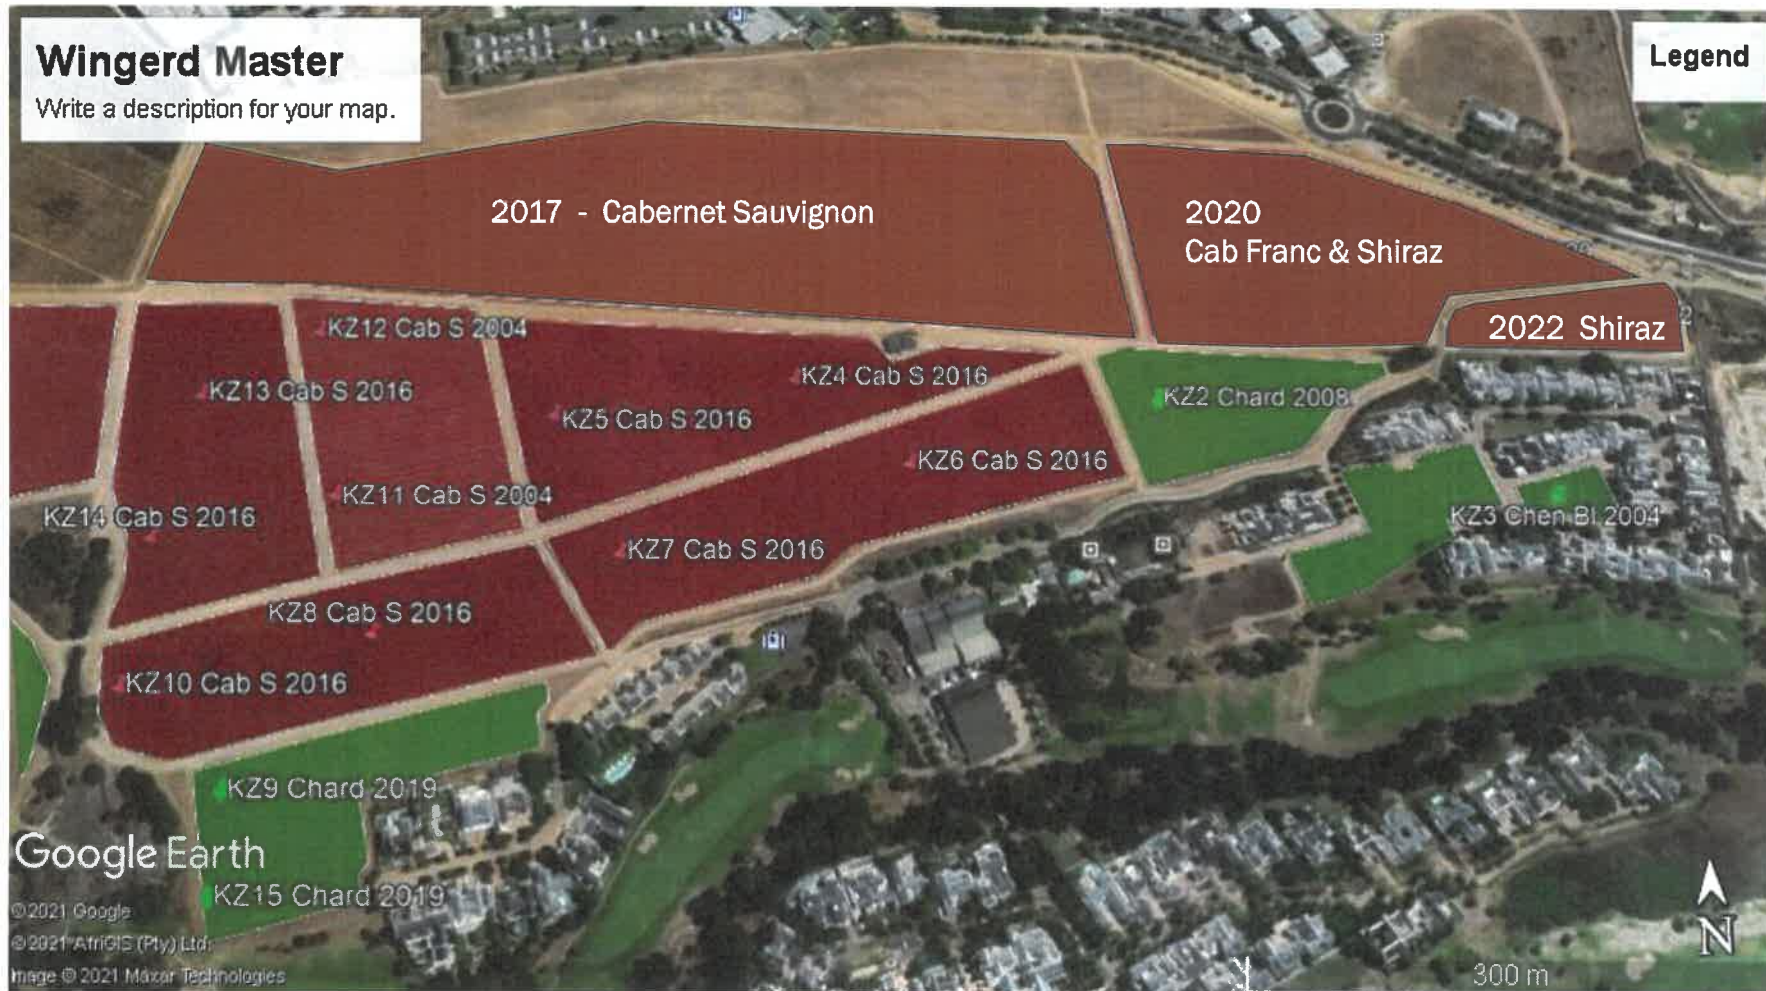 Wingerd Master
Write a description for your map.
Legend
2017 - Cabernet Sauvignon
2020
Cab Franc & Shiraz
2022 Shiraz
KZ12 Cab S 2004
KZ13 Cab S 2016
KZ4 Cab S 2016
KZ5 Cab S 2016
KZ2 Chard 2008
KZ6 Cab S 2016
KZ11 Cab S 2004
KZ14 Cab S 2016
KZ3 Chen Bl 2004
KZ7 Cab S 2016
KZ8 Cab S 2016
KZ10 Cab S 2016
KZ9 Chard 2019
Google Earth
KZ15 Chard 2019
©2021 Google
©2021 AfriGIS (Pty) Ltd.
Image © 2021 Maxar Technologies
N
300 m